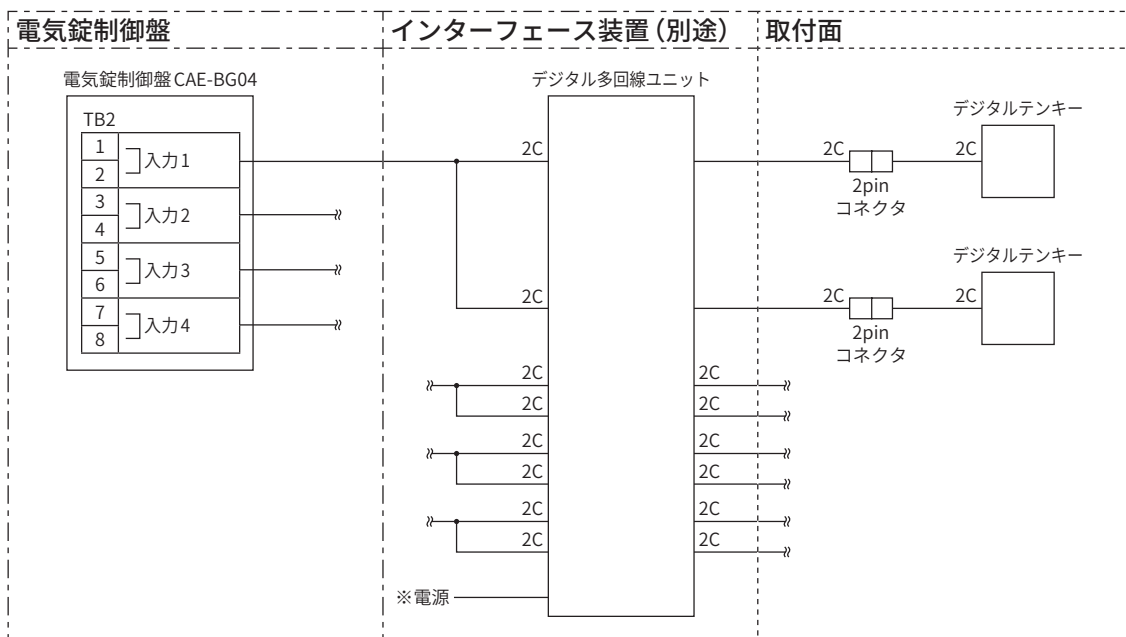 電気錠制御盤
インターフェース装置（別途）
取付面
電気錠制御盤 CAE-BG04
TB2
1
2
入力1
3
4
入力2
5
6
入力3
7
8
入力4
デジタル多回線ユニット
2C
2C
2C
2C
2C
2C
2C
2C
2C
2C
2C
2C
2C
2C
※電源
デジタルテンキー
2C
2pin
コネクタ
2C
デジタルテンキー
2C
2pin
コネクタ
2C